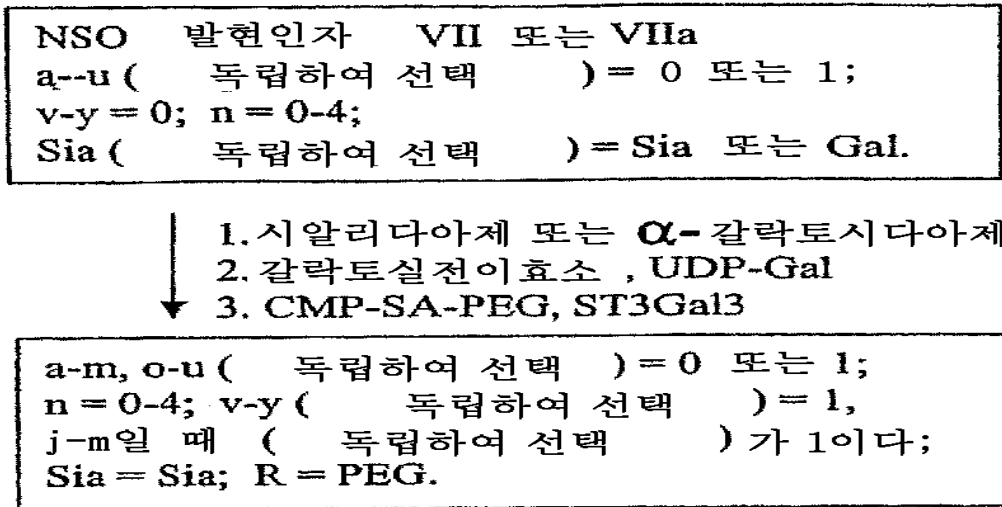 NSO 발현인자 VII 또는 VIIa
a--u ( 독립하여 선택 ) = 0 또는 1;
v-y = 0; n = 0-4;
Sia ( 독립하여 선택 ) = Sia 또는 Gal.
1. 시알리다아제 또는 α-갈락토시다아제
2. 갈락토실전이효소 , UDP-Gal
3. CMP-SA-PEG, ST3Gal3
a-m, o-u ( 독립하여 선택 ) = 0 또는 1;
n = 0-4; v-y ( 독립하여 선택 ) = 1,
j-m일 때 ( 독립하여 선택 ) 가 1이다;
Sia = Sia; R = PEG.